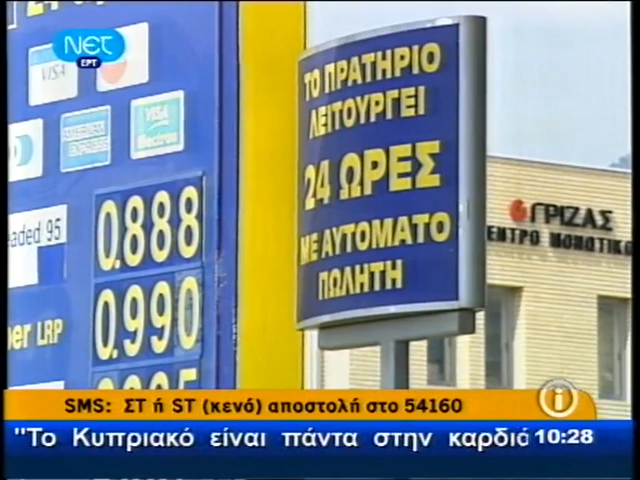 NET
ΕΡΤ
VISA
AMERICAN EXPRESS
VISA
Electron
eaded 95
0.888
er LRP
0.990
ΤΟ ΠΡΑΤΗΡΙΟ
ΛΕΙΤΟΥΡΓΕΙ
24 ΩΡΕΣ
ΜΕ ΑΥΤΟΜΑΤΟ
ΠΩΛΗΤΗ
ΓΡΙΖΑΣ
ΕΝΤΡΟ ΜΟΝΩΤΙΚ
SMS: ΣΤ ή ST (κενό) αποστολή στο 54160
"Το Κυπριακό είναι πάντα στην καρδιά 10:28